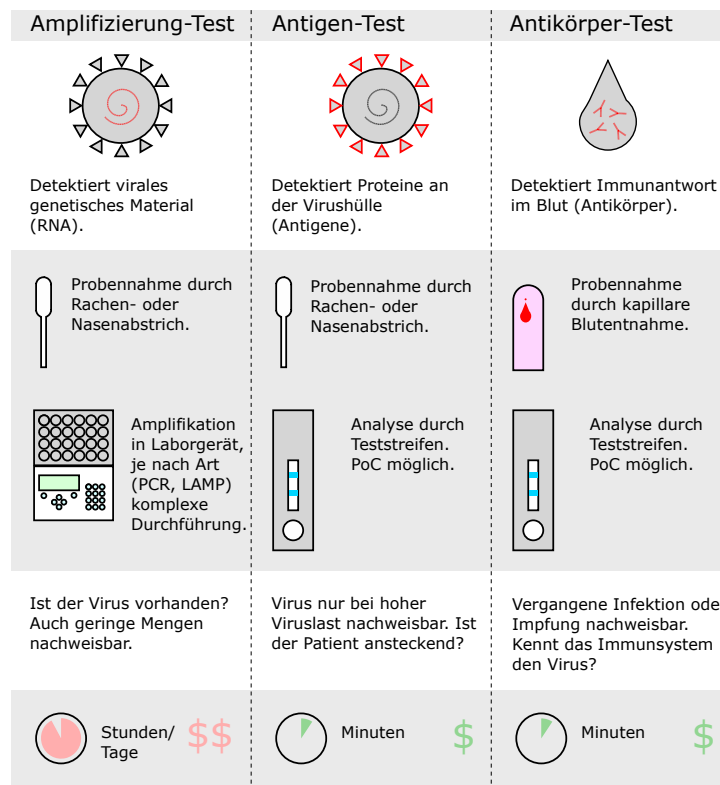 Amplifizierung-Test
Detektiert virales
genetisches Material
(RNA).
Probennahme durch
Rachen- oder
Nasenabstrich.
Amplifikation
in Laborgerät,
je nach Art
(PCR, LAMP)
komplexe
Durchführung.
Ist der Virus vorhanden?
Auch geringe Mengen
nachweisbar.
Stunden/
Tage
$$
Antigen-Test
Detektiert Proteine an
der Virushülle
(Antigene).
Probennahme durch
Rachen- oder
Nasenabstrich.
Analyse durch
Teststreifen.
PoC möglich.
Virus nur bei hoher
Viruslast nachweisbar. Ist
der Patient ansteckend?
Minuten
$
Antikörper-Test
Detektiert Immunantwort
im Blut (Antikörper).
Probennahme
durch kapillare
Blutentnahme.
Analyse durch
Teststreifen.
PoC möglich.
Vergangene Infektion ode
Impfung nachweisbar.
Kennt das Immunsystem
den Virus?
Minuten
$